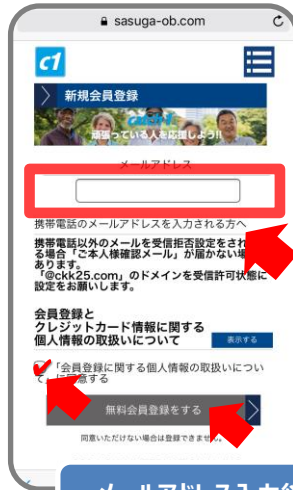 sasuga-ob.com
c1
新規会員登録
catch1
頑張っている人を応援しよう!!
メールアドレス
携帯電話のメールアドレスを入力される方へ
携帯電話以外のメールを受信拒否設定をされ
る場合「ご本人様確認メール」が届かない場
あります。
「@ckk25.com」のドメインを受信許可状態に
設定をお願いします。
会員登録と
クレジットカード情報に関する
個人情報の取扱いについて
表示する
「会員登録に関する個人情報の取扱いについ
て」に同意する
無料会員登録をする
同意いただけない場合は登録できません。
メールアドレス入力